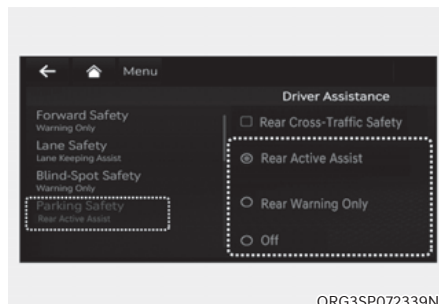 Menu
Driver Assistance
Forward Safety
Warning Only
Lane Safety
Lane Keeping Assist
Blind-Spot Safety
Warning Only
Parking Safety
Rear Active Assist
Rear Cross-Traffic Safety
Rear Active Assist
Rear Warning Only
Off
ORG3SP072339N